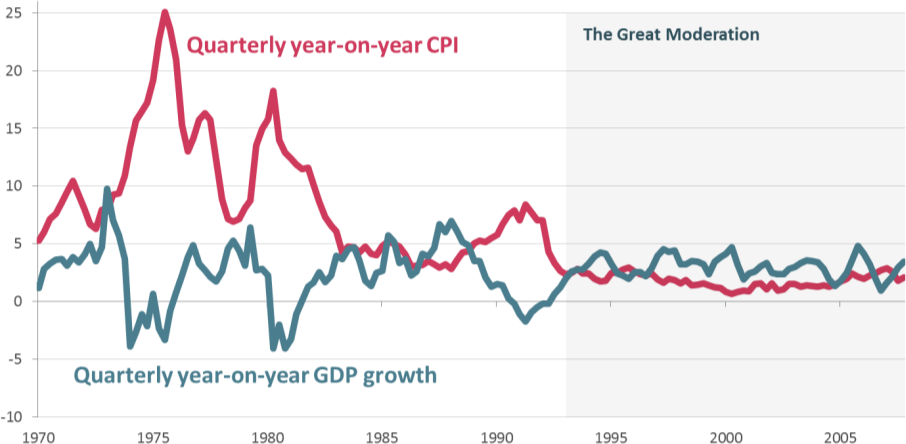 25
Quarterly year-on-year CPI
The Great Moderation
20
15
10
5
0
-5
Quarterly year-on-year GDP growth
-10
1970 1975 1980 1985 1990 1995 2000 2005